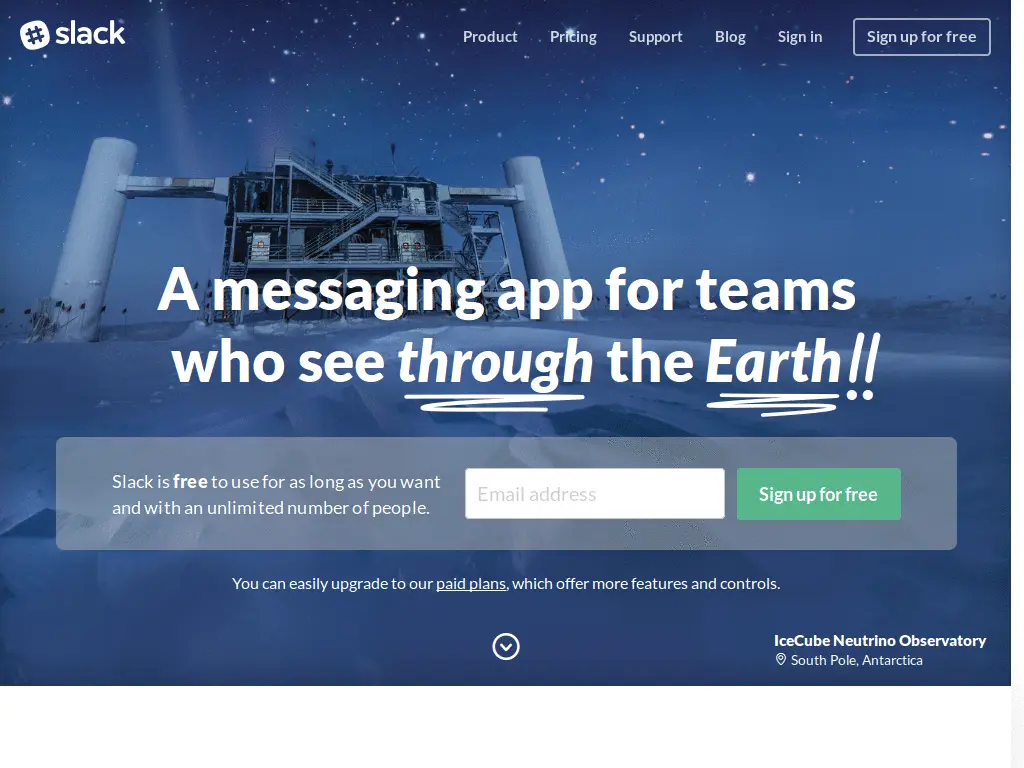 slack
Product
Pricing
Support
Blog
Sign in
Sign up for free
A messaging app for teams
who see through the Earth!!
Slack is free to use for as long as you want
and with an unlimited number of people.
Email address
Sign up for free
You can easily upgrade to our paid plans, which offer more features and controls.
IceCube Neutrino Observatory
South Pole, Antarctica